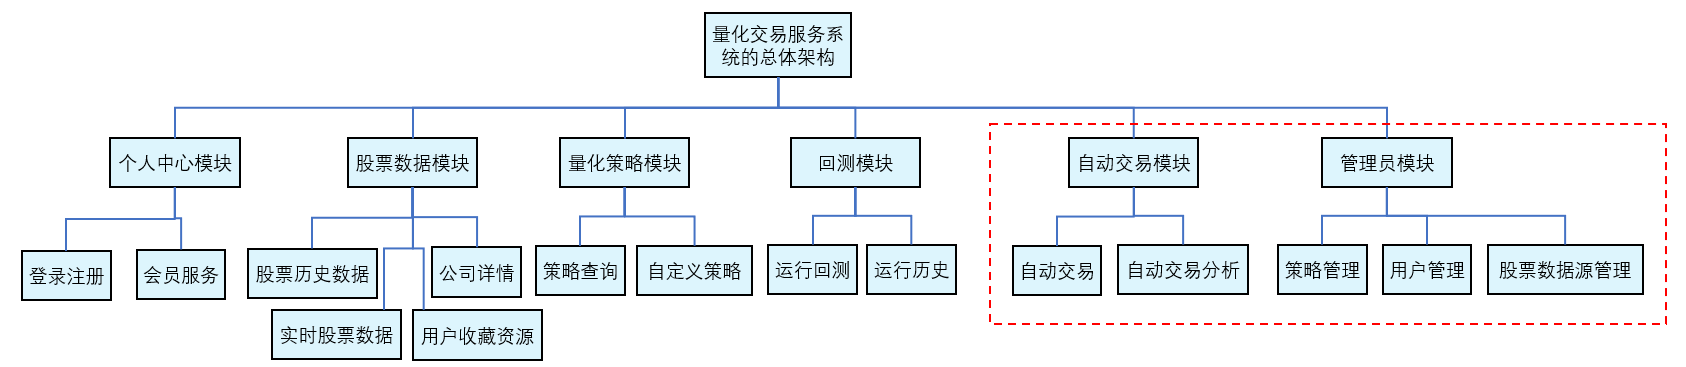 量化交易服务系
统的总体架构
个人中心模块
股票数据模块
量化策略模块
回测模块
自动交易模块
管理员模块
登录注册
会员服务
股票历史数据
公司详情
策略查询
自定义策略
运行回测
运行历史
自动交易
自动交易分析
策略管理
用户管理
股票数据源管理
实时股票数据
用户收藏资源